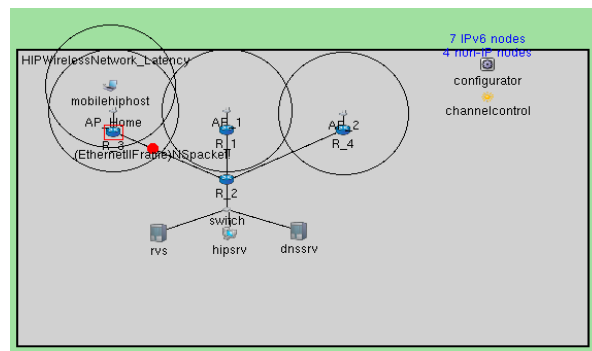 7 IPv6 nodes
4 non-IP nodes
HIPWirelessNetwork_Latency
configurator
mobilehiphost
channelcontrol
AP_Home
AP_1
AP_2
R_3
R_1
R_4
(EthernetIIFrame)NSpacket
R_2
switch
rvs
hipsrv
dnssrv